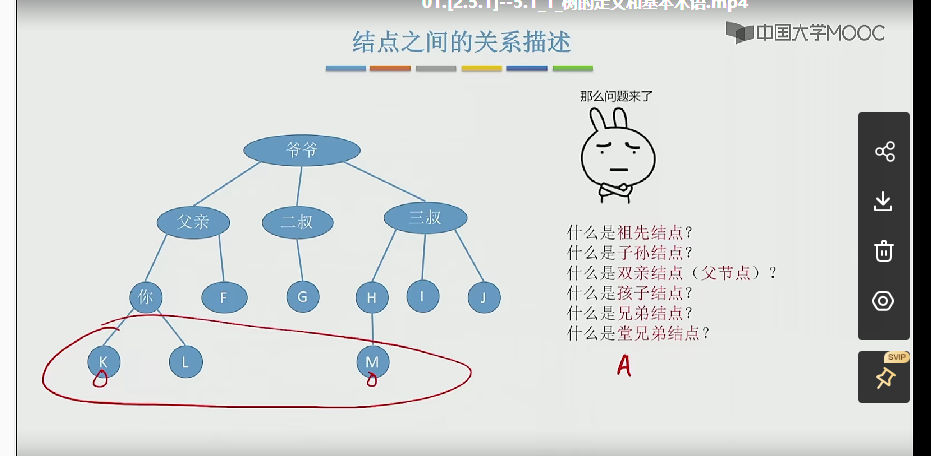 01.[2.5.1]--5.1_1_树的定义和基本术语.mp4
中国大学MOOC
结点之间的关系描述
那么问题来了
爷爷
父亲
二叔
三叔
你
F
G
H
I
J
K
L
M
什么是祖先结点？
什么是子孙结点？
什么是双亲结点（父节点）？
什么是孩子结点？
什么是兄弟结点？
什么是堂兄弟结点？
A
SVIP